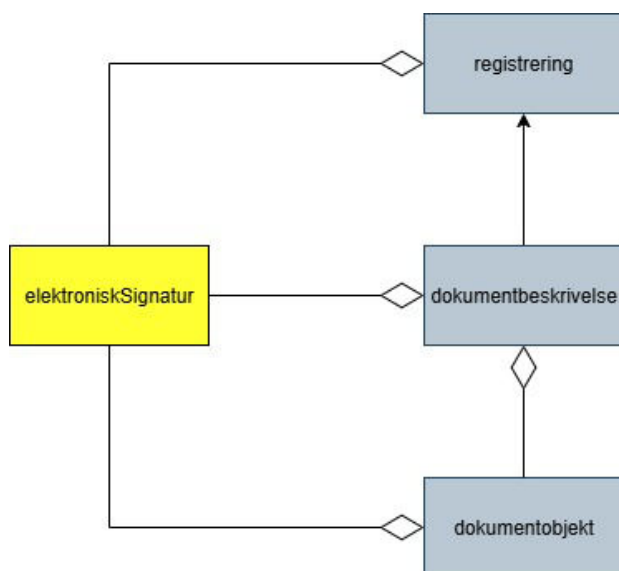 registrering
elektroniskSignatur
dokumentbeskrivelse
dokumentobjekt